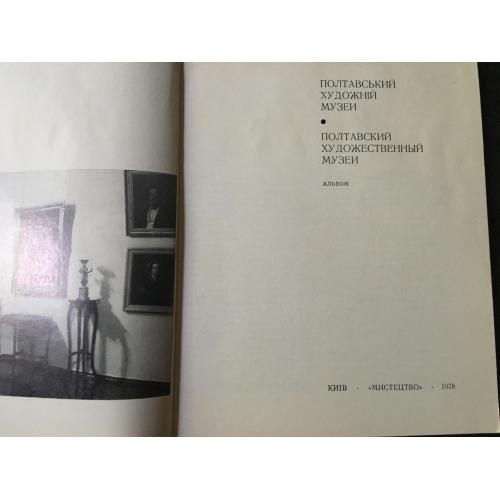 ПОЛТАВСЬКИЙ
ХУДОЖНІЙ
МУЗЕЙ
ПОЛТАВСКИЙ
ХУДОЖЕСТВЕННЫЙ
МУЗЕЙ
АЛЬБОМ
КИЇВ · «МИСТЕЦТВО» · 1978